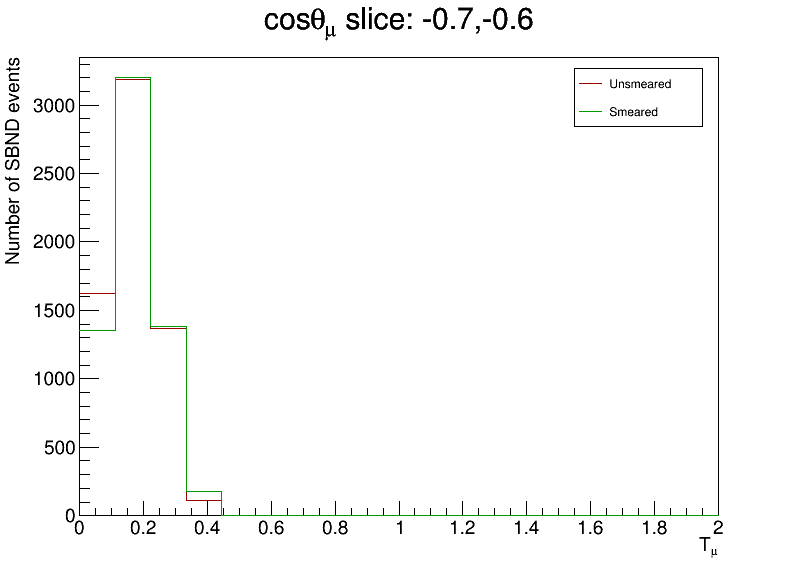 cosθμ slice: -0.7,-0.6
Number of SBND events
Unsmeared
Smeared
3000
2500
2000
1500
1000
500
0
0 0.2 0.4 0.6 0.8 1 1.2 1.4 1.6 1.8 2
Tμ